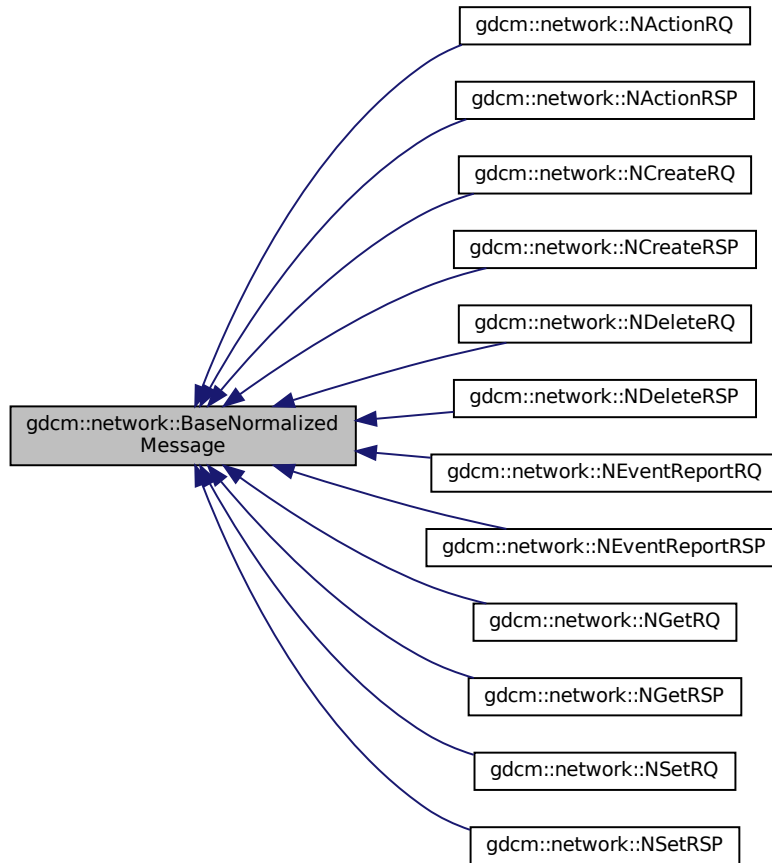 gdcm::network::NActionRQ
gdcm::network::NActionRSP
gdcm::network::NCreateRQ
gdcm::network::NCreateRSP
gdcm::network::NDeleteRQ
gdcm::network::NDeleteRSP
gdcm::network::BaseNormalized
Message
gdcm::network::NEventReportRQ
gdcm::network::NEventReportRSP
gdcm::network::NGetRQ
gdcm::network::NGetRSP
gdcm::network::NSetRQ
gdcm::network::NSetRSP